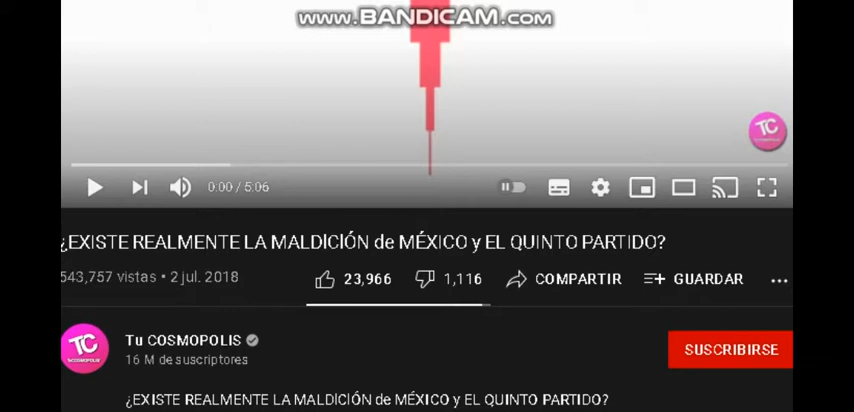 www.BANDICAM.com
TC
0:00 / 5:06
¿EXISTE REALMENTE LA MALDICIÓN de MÉXICO y EL QUINTO PARTIDO?
543,757 vistas • 2 jul. 2018 23,966 1,116 COMPARTIR GUARDAR ...
TC
Tu COSMOPOLIS
16 M de suscriptores
SUSCRIBIRSE
¿EXISTE REALMENTE LA MALDICIÓN de MÉXICO y EL QUINTO PARTIDO?